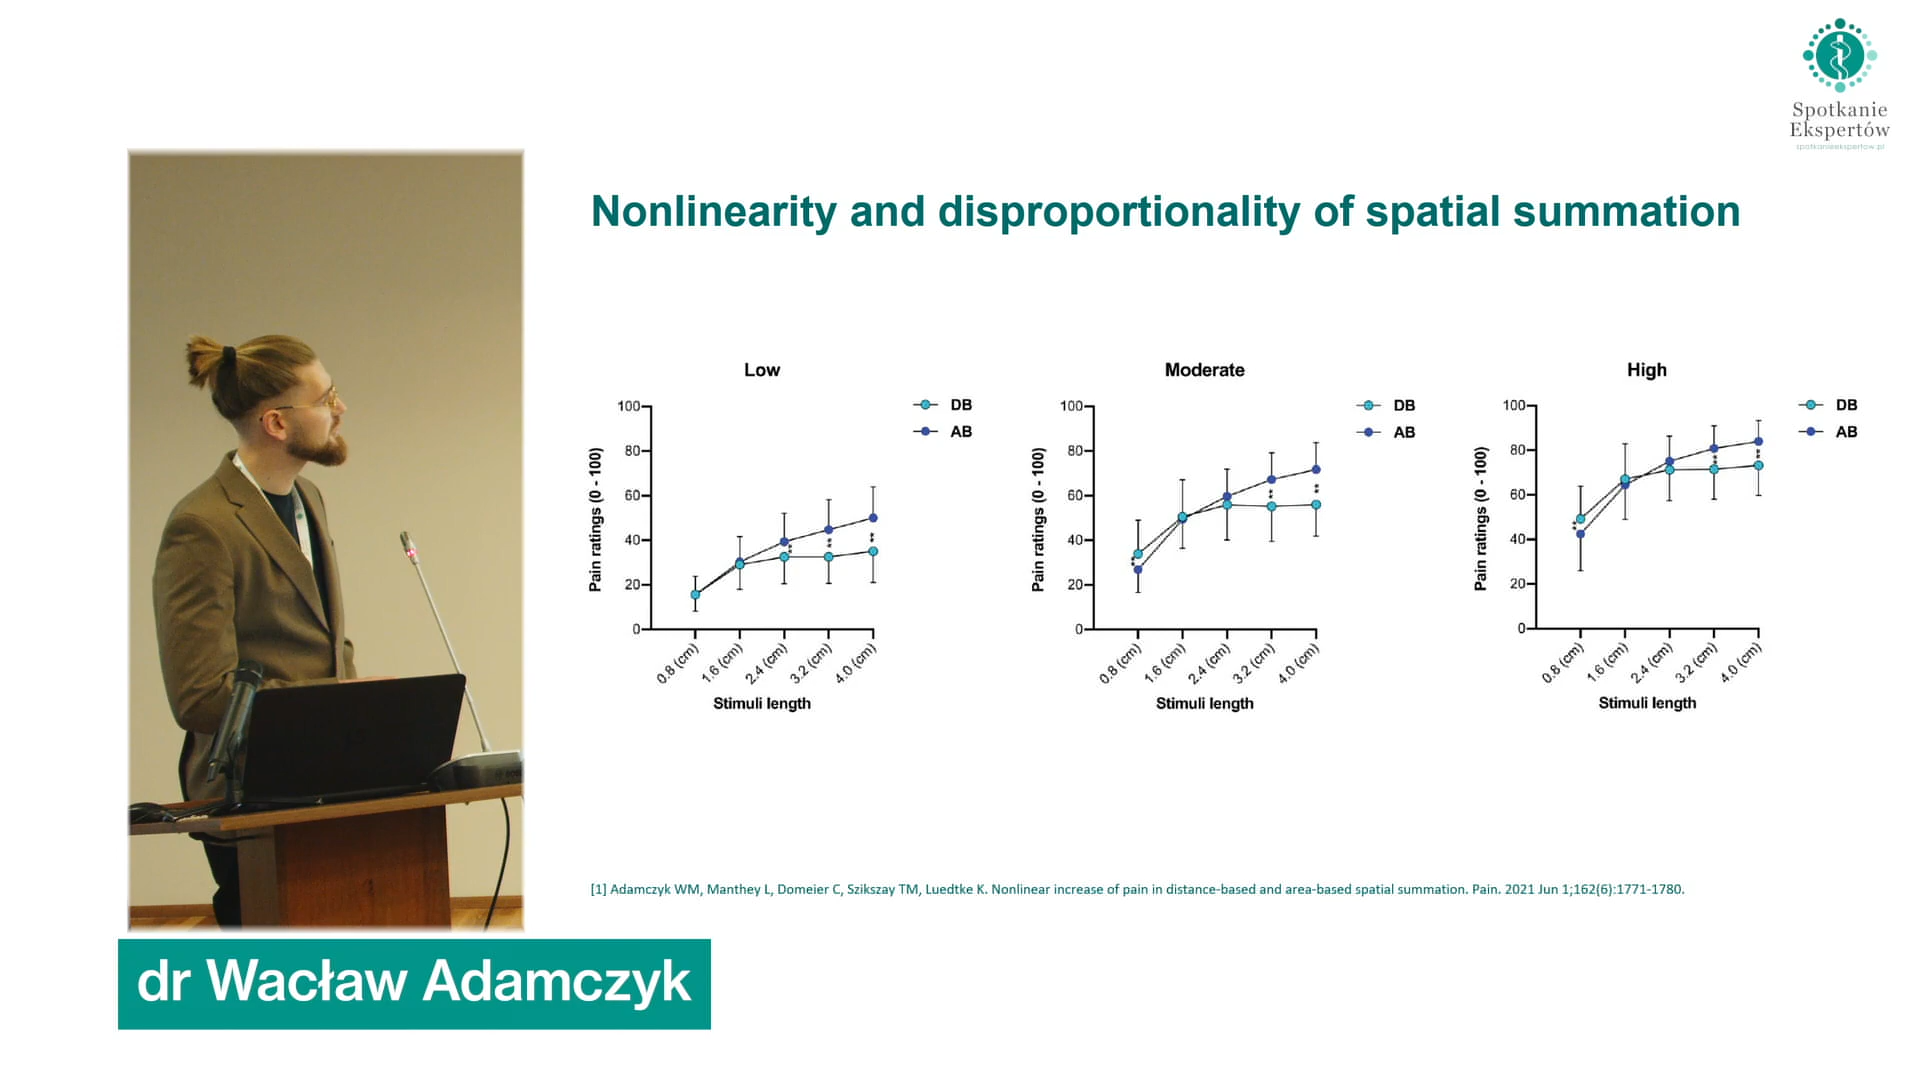 Spotkanie
Ekspertów
spotkanieekspertow.pl
Nonlinearity and disproportionality of spatial summation
Low
Pain ratings (0 - 100)
100
80
60
40
20
0
0.8 (cm)
1.6 (cm)
2.4 (cm)
3.2 (cm)
4.0 (cm)
Stimuli length
DB
AB
**
**
**
Moderate
Pain ratings (0 - 100)
100
80
60
40
20
0
0.8 (cm)
1.6 (cm)
2.4 (cm)
3.2 (cm)
4.0 (cm)
Stimuli length
DB
AB
**
**
**
High
Pain ratings (0 - 100)
100
80
60
40
20
0
0.8 (cm)
1.6 (cm)
2.4 (cm)
3.2 (cm)
4.0 (cm)
Stimuli length
DB
AB
**
**
**
[1] Adamczyk WM, Manthey L, Domeier C, Szikszay TM, Luedtke K. Nonlinear increase of pain in distance-based and area-based spatial summation. Pain. 2021 Jun 1;162(6):1771-1780.
dr Wacław Adamczyk